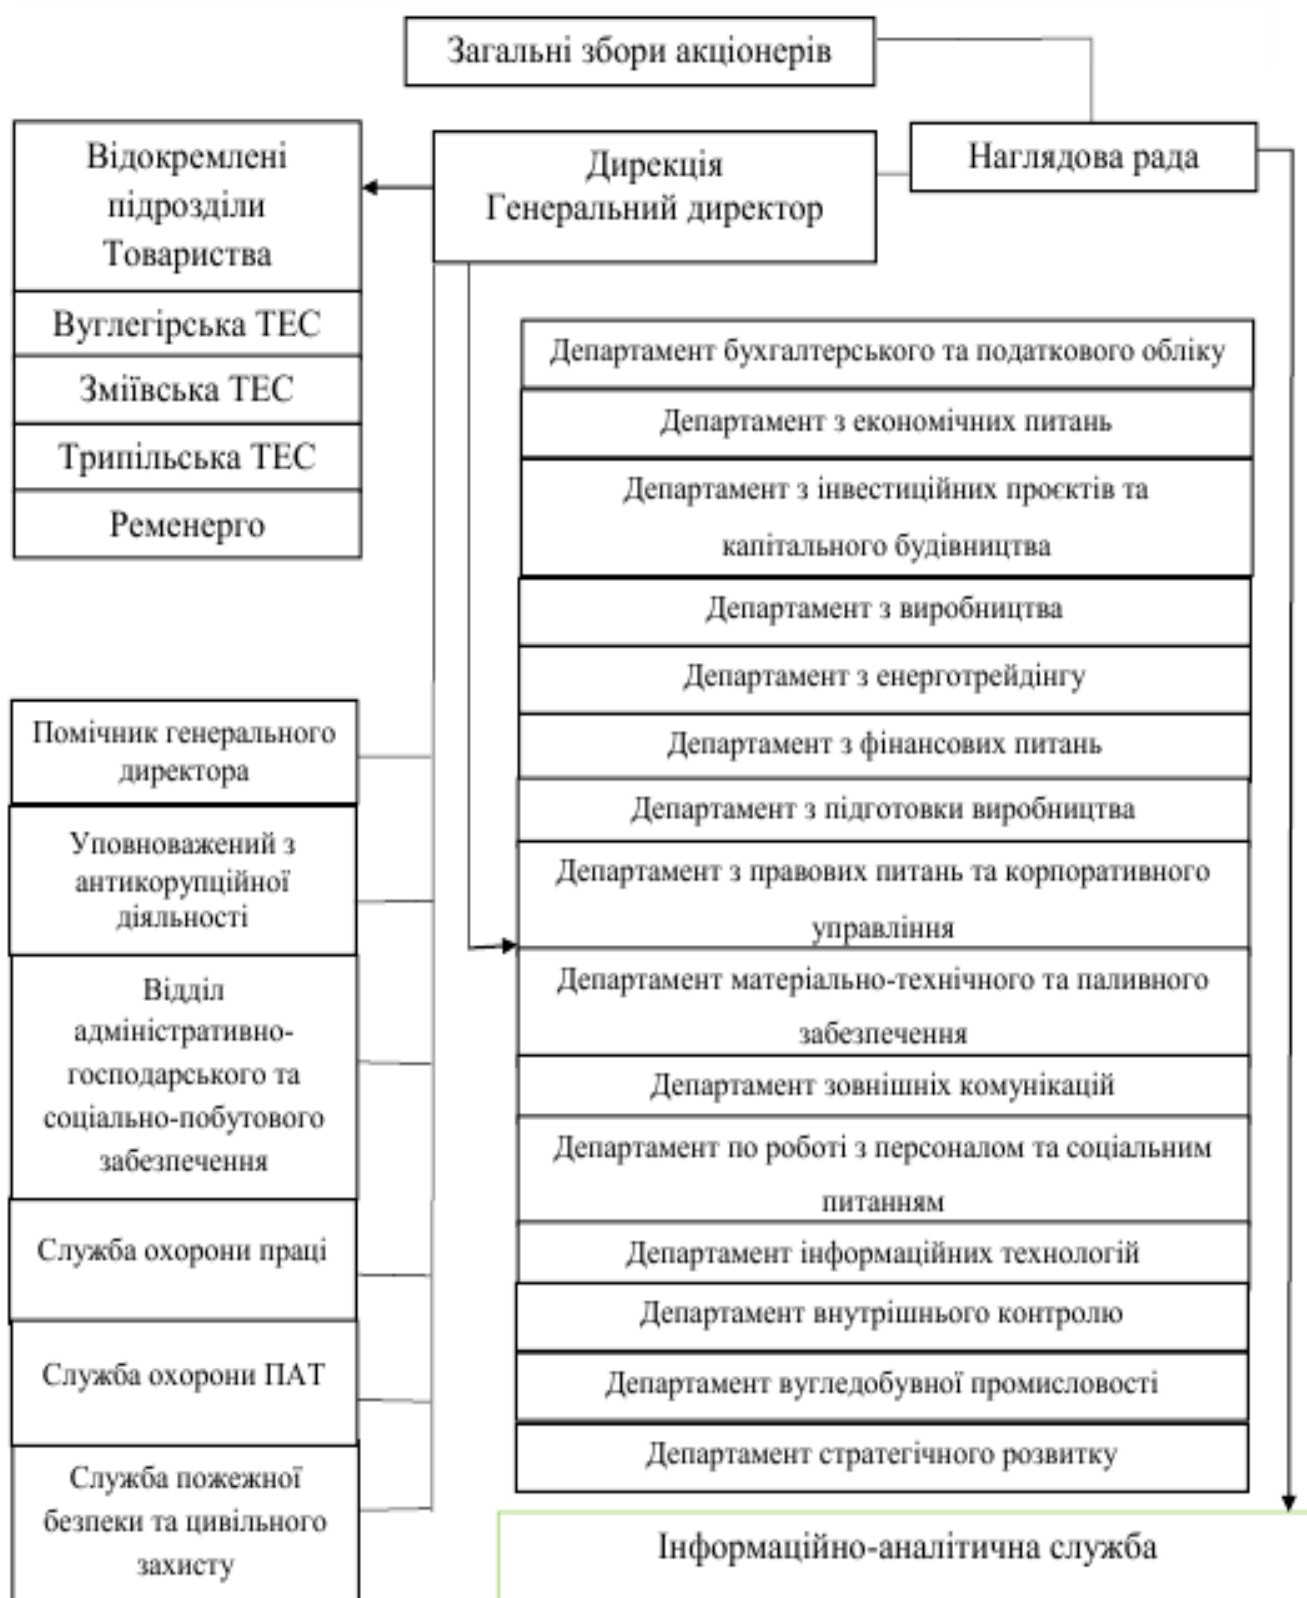 Загальні збори акціонерів
Відокремлені
підрозділи
Товариства
Дирекція
Генеральний директор
Наглядова рада
Вуглегірська ТЕС
Зміївська ТЕС
Трипільська ТЕС
Ременерго
Департамент бухгалтерського та податкового обліку
Департамент з економічних питань
Департамент з інвестиційних проєктів та
капітального будівництва
Департамент з виробництва
Департамент з енерготрейдінгу
Департамент з фінансових питань
Департамент з підготовки виробництва
Департамент з правових питань та корпоративного
управління
Департамент матеріально-технічного та паливного
забезпечення
Департамент зовнішніх комунікацій
Департамент по роботі з персоналом та соціальним
питанням
Департамент інформаційних технологій
Департамент внутрішнього контролю
Департамент вугледобувної промисловості
Департамент стратегічного розвитку
Помічник генерального
директора
Уповноважений з
антикорупційної
діяльності
Відділ
адміністративно-
господарського та
соціально-побутового
забезпечення
Служба охорони праці
Служба охорони ПАТ
Служба пожежної
безпеки та цивільного
захисту
Інформаційно-аналітична служба